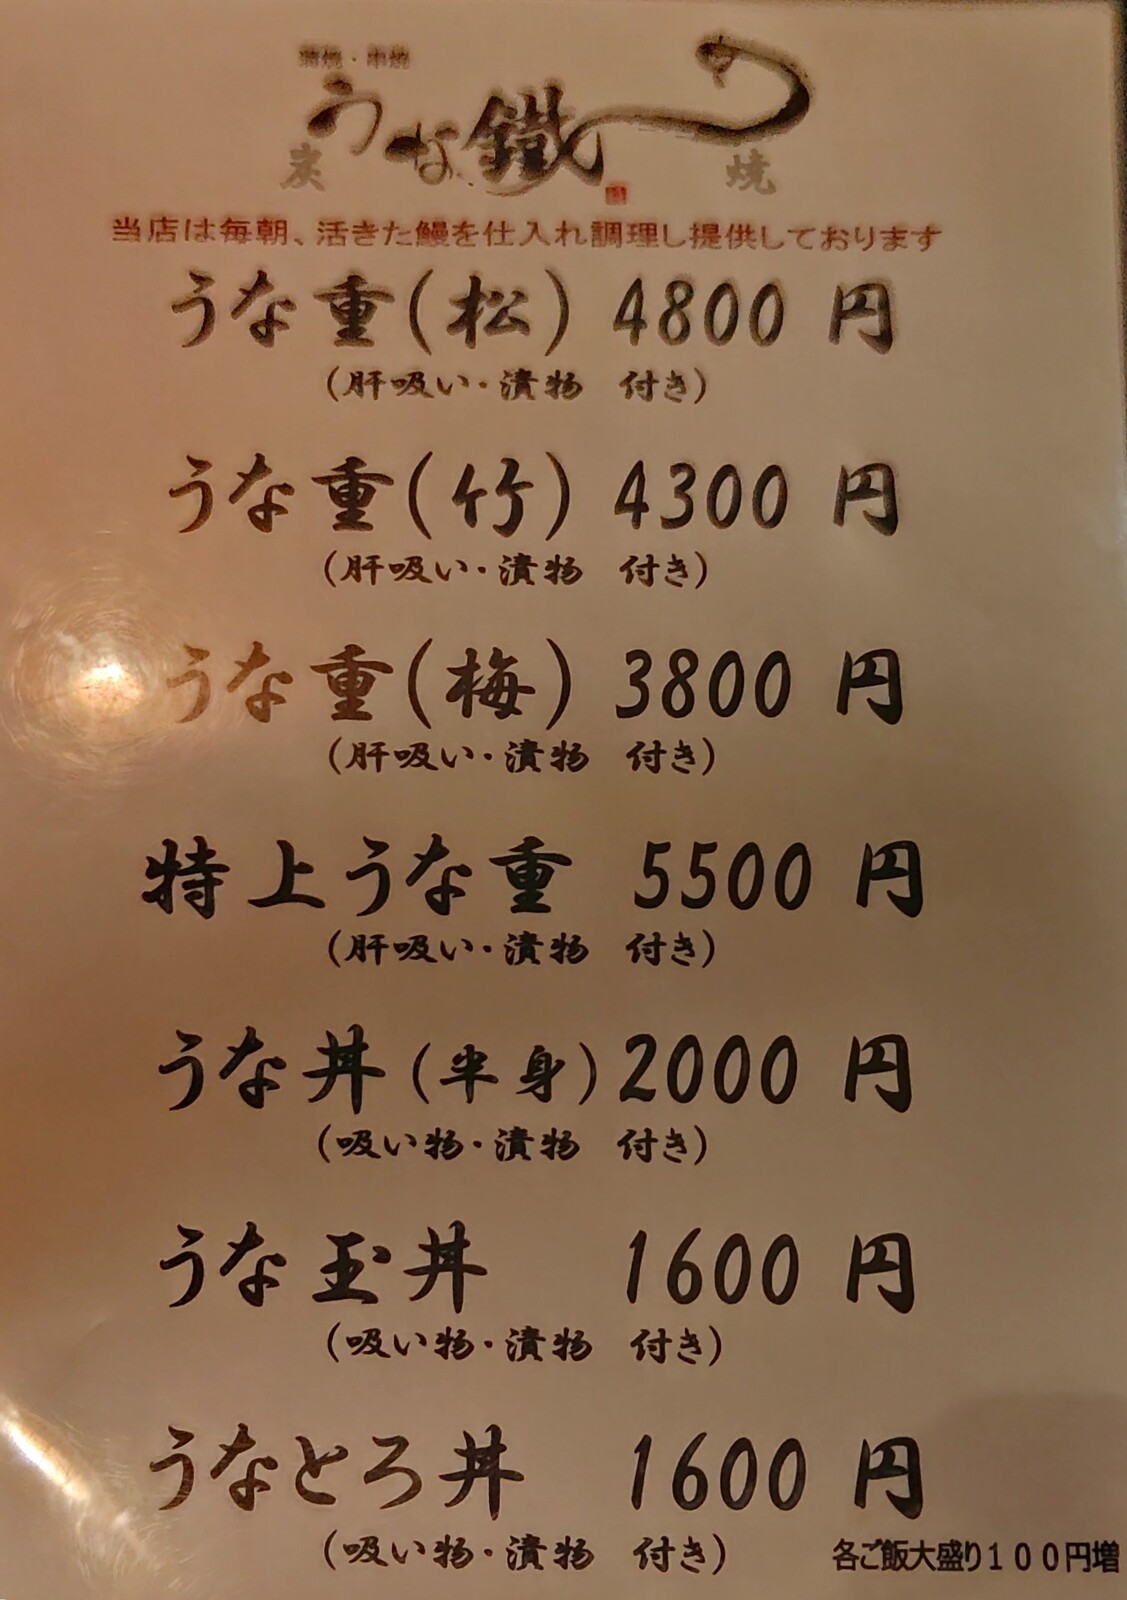 蒲焼・串焼
うな鐵
炭 焼
当店は毎朝、活きた鰻を仕入れ調理し提供しております
うな重(松) 4800 円
(肝吸い・漬物 付き)
うな重(竹) 4300 円
(肝吸い・漬物 付き)
うな重(梅) 3800 円
(肝吸い・漬物 付き)
特上うな重 5500 円
(肝吸い・漬物 付き)
うな丼(半身)2000 円
(吸い物・漬物 付き)
うな玉丼 1600 円
(吸い物・漬物 付き)
うなとろ丼 1600 円
(吸い物・漬物 付き)
各ご飯大盛り100円増